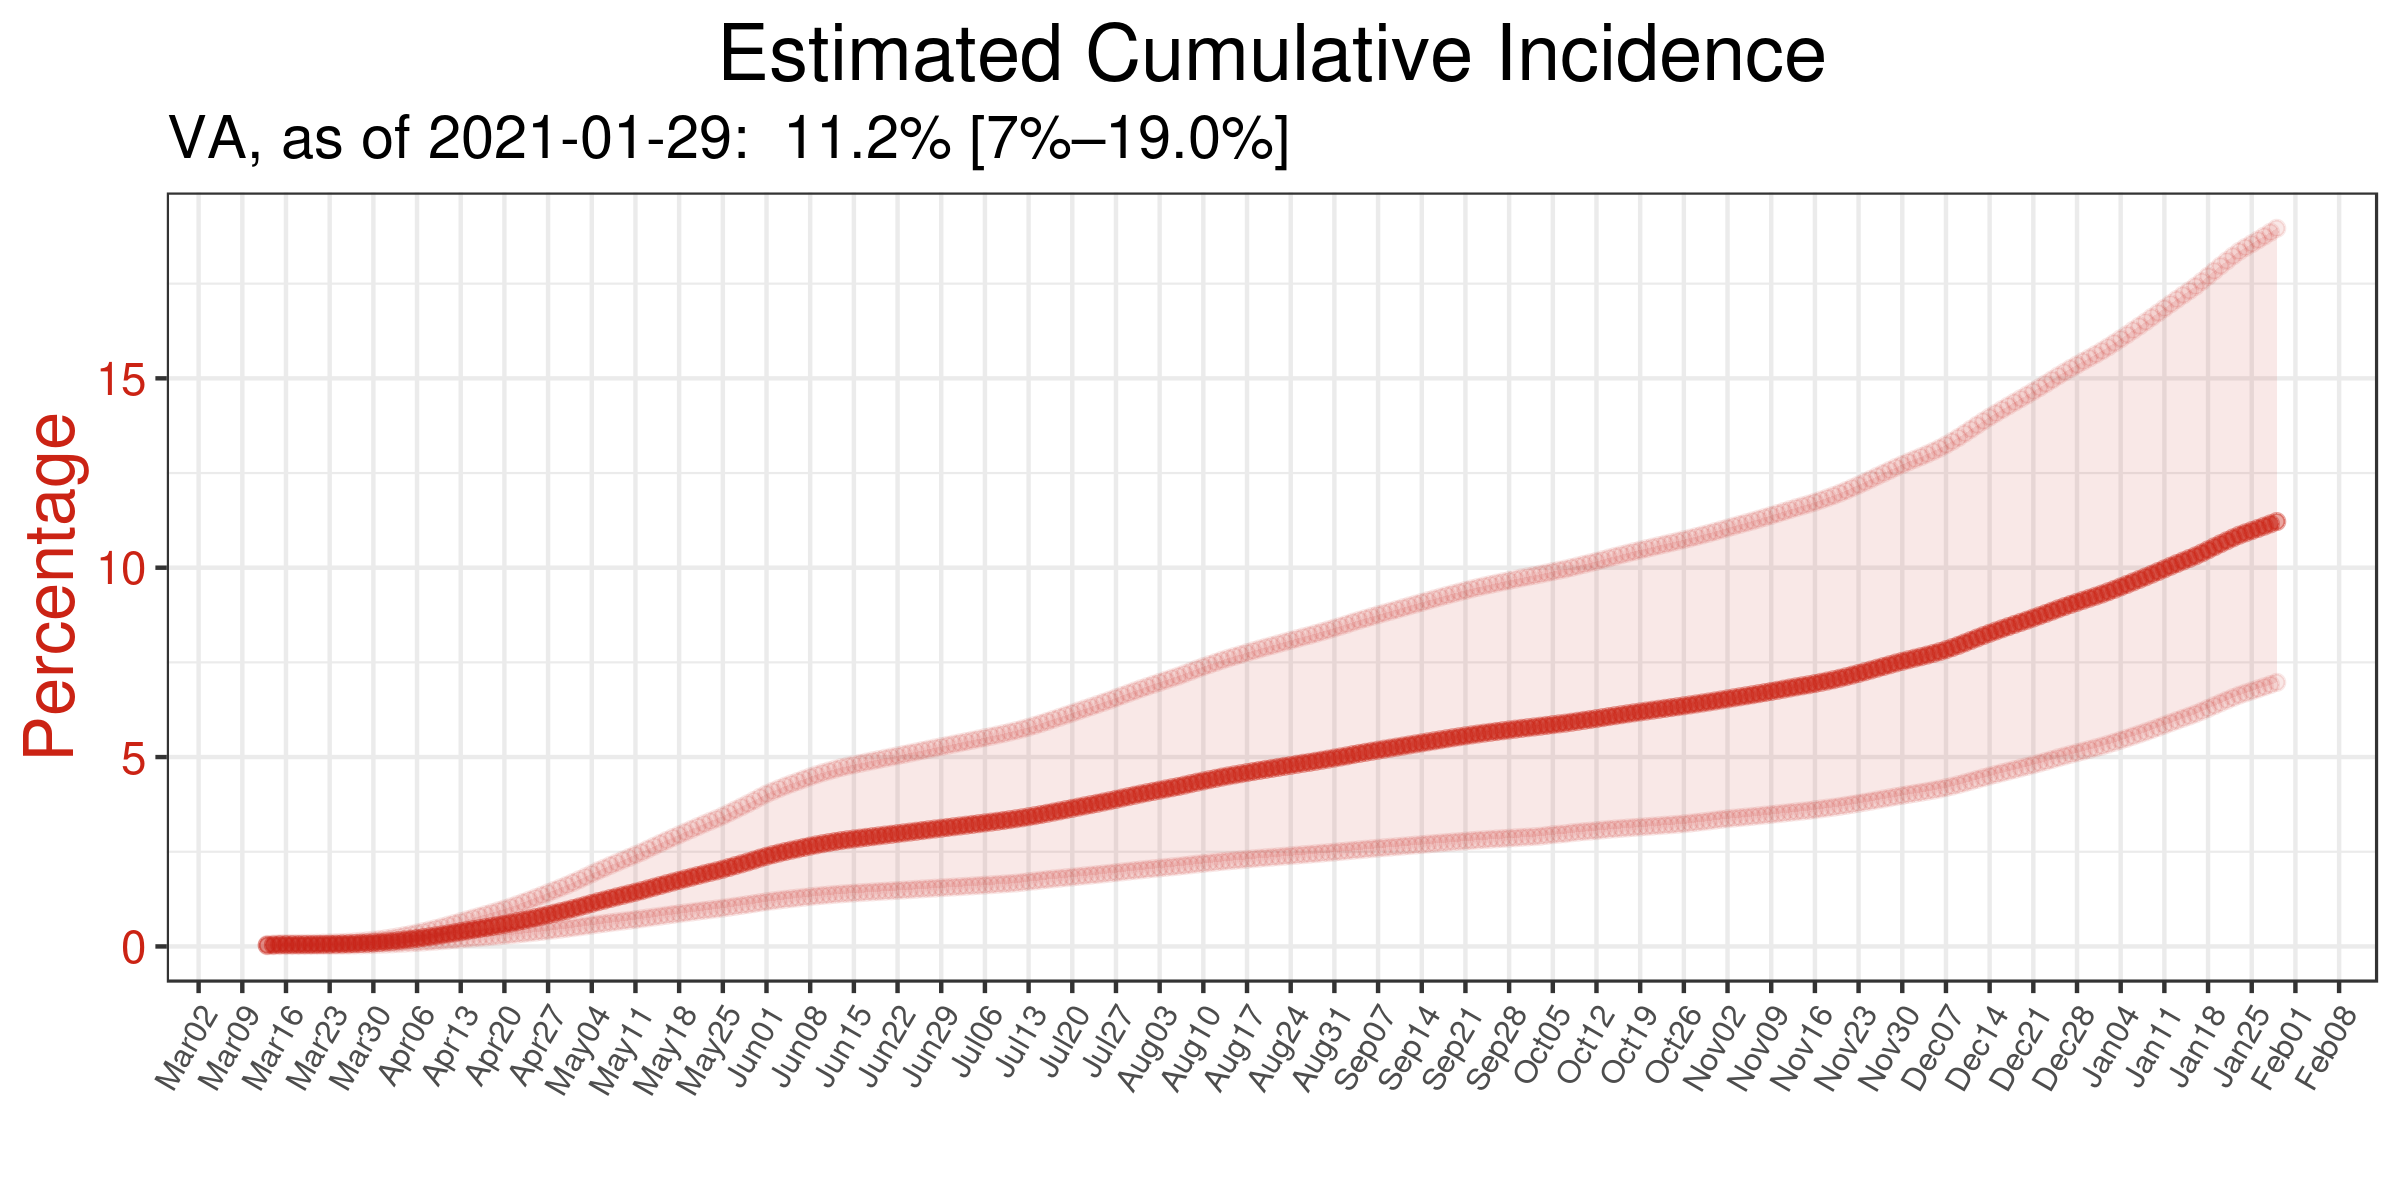 Estimated Cumulative Incidence
VA, as of 2021-01-29:  11.2% [7%–19.0%]
Percentage
15
10
5
0
Mar02
Mar09
Mar16
Mar23
Mar30
Apr06
Apr13
Apr20
Apr27
May04
May11
May18
May25
Jun01
Jun08
Jun15
Jun22
Jun29
Jul06
Jul13
Jul20
Jul27
Aug03
Aug10
Aug17
Aug24
Aug31
Sep07
Sep14
Sep21
Sep28
Oct05
Oct12
Oct19
Oct26
Nov02
Nov09
Nov16
Nov23
Nov30
Dec07
Dec14
Dec21
Dec28
Jan04
Jan11
Jan18
Jan25
Feb01
Feb08